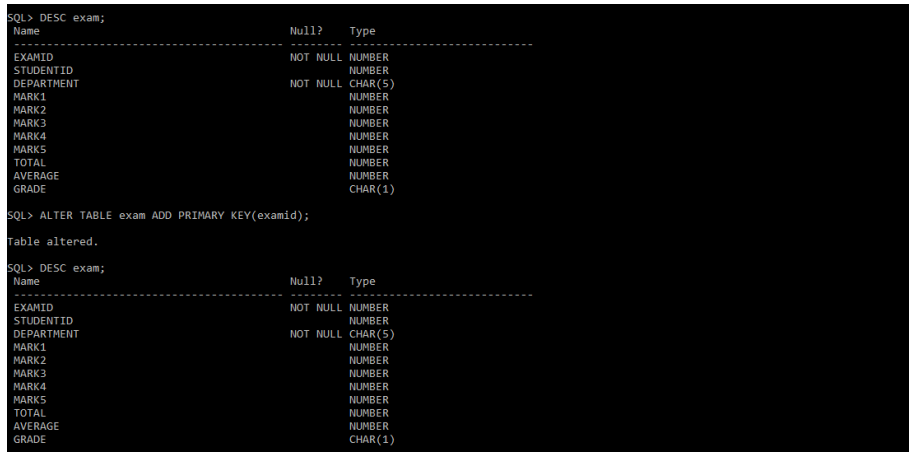 SQL> DESC exam;
Name Null? Type
----------------------------------------- -------- ----------------------------
EXAMID NOT NULL NUMBER
STUDENTID NUMBER
DEPARTMENT NOT NULL CHAR(5)
MARK1 NUMBER
MARK2 NUMBER
MARK3 NUMBER
MARK4 NUMBER
MARK5 NUMBER
TOTAL NUMBER
AVERAGE NUMBER
GRADE CHAR(1)
SQL> ALTER TABLE exam ADD PRIMARY KEY(examid);
Table altered.
SQL> DESC exam;
Name Null? Type
----------------------------------------- -------- ----------------------------
EXAMID NOT NULL NUMBER
STUDENTID NUMBER
DEPARTMENT NOT NULL CHAR(5)
MARK1 NUMBER
MARK2 NUMBER
MARK3 NUMBER
MARK4 NUMBER
MARK5 NUMBER
TOTAL NUMBER
AVERAGE NUMBER
GRADE CHAR(1)